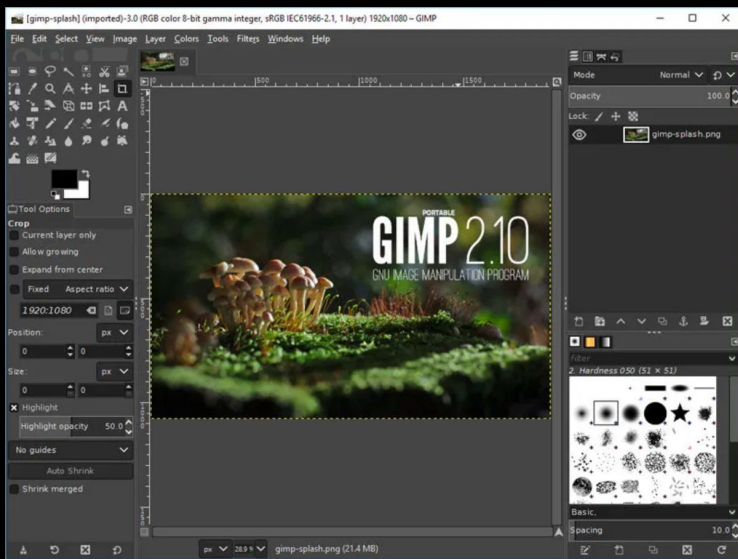 [gimp-splash] (imported)-3.0 (RGB color 8-bit gamma integer, sRGB IEC61966-2.1, 1 layer) 1920x1080 – GIMP
File Edit Select View Image Layer Colors Tools Filters Windows Help
0 500 1000 1500
Tool Options
Crop
Current layer only
Allow growing
Expand from center
Fixed Aspect ratio
1920:1080
Position: px
0 0
Size: px
0 0
Highlight
Highlight opacity 50.0
No guides
Auto Shrink
Shrink merged
PORTABLE
GIMP 2.10
GNU IMAGE MANIPULATION PROGRAM
px 28.9 % gimp-splash.png (21.4 MB)
Mode Normal
Opacity 100.0
Lock:
gimp-splash.png
Filter
2. Hardness 050 (51 × 51)
Basic,
Spacing 10.0